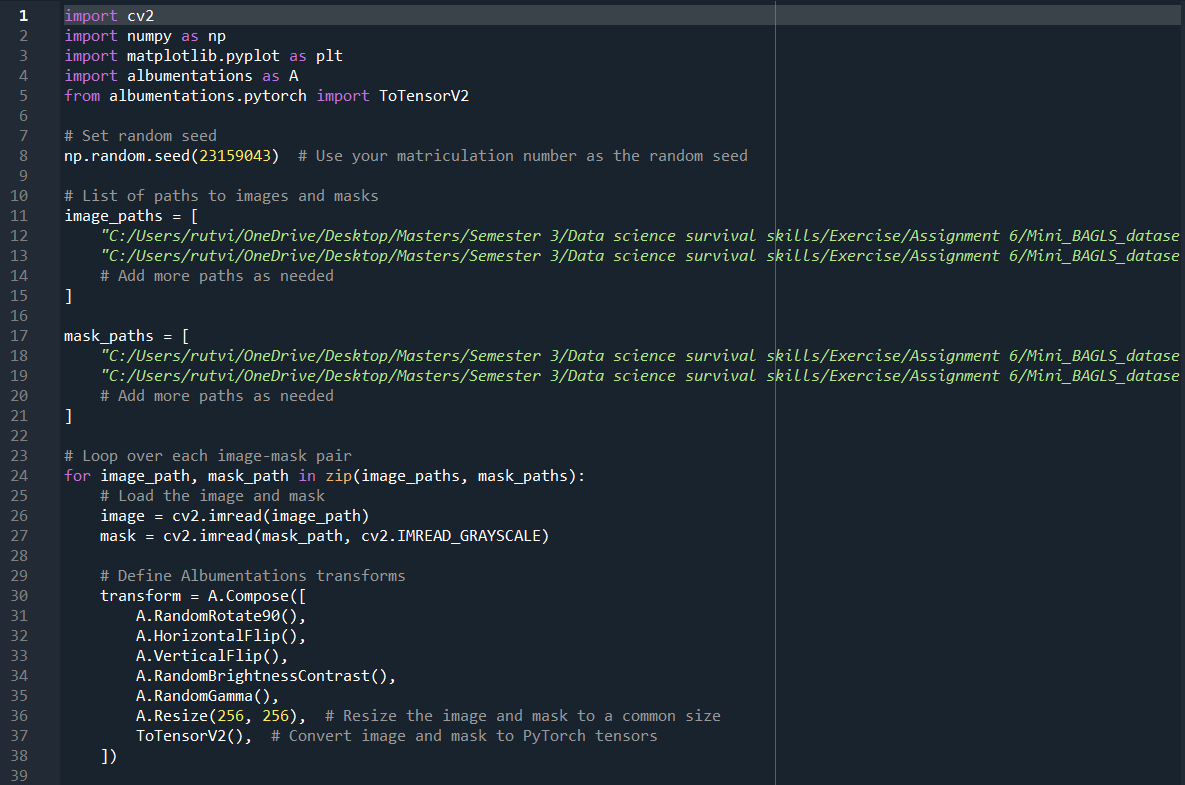 1 import cv2
2 import numpy as np
3 import matplotlib.pyplot as plt
4 import albumentations as A
5 from albumentations.pytorch import ToTensorV2
6
7 # Set random seed
8 np.random.seed(23159043)  # Use your matriculation number as the random seed
9
10 # List of paths to images and masks
11 image_paths = [
12     "C:/Users/rutvi/OneDrive/Desktop/Masters/Semester 3/Data science survival skills/Exercise/Assignment 6/Mini_BAGLS_datase
13     "C:/Users/rutvi/OneDrive/Desktop/Masters/Semester 3/Data science survival skills/Exercise/Assignment 6/Mini_BAGLS_datase
14     # Add more paths as needed
15 ]
16
17 mask_paths = [
18     "C:/Users/rutvi/OneDrive/Desktop/Masters/Semester 3/Data science survival skills/Exercise/Assignment 6/Mini_BAGLS_datase
19     "C:/Users/rutvi/OneDrive/Desktop/Masters/Semester 3/Data science survival skills/Exercise/Assignment 6/Mini_BAGLS_datase
20     # Add more paths as needed
21 ]
22
23 # Loop over each image-mask pair
24 for image_path, mask_path in zip(image_paths, mask_paths):
25     # Load the image and mask
26     image = cv2.imread(image_path)
27     mask = cv2.imread(mask_path, cv2.IMREAD_GRAYSCALE)
28
29     # Define Albumentations transforms
30     transform = A.Compose([
31         A.RandomRotate90(),
32         A.HorizontalFlip(),
33         A.VerticalFlip(),
34         A.RandomBrightnessContrast(),
35         A.RandomGamma(),
36         A.Resize(256, 256),  # Resize the image and mask to a common size
37         ToTensorV2(),  # Convert image and mask to PyTorch tensors
38     ])
39